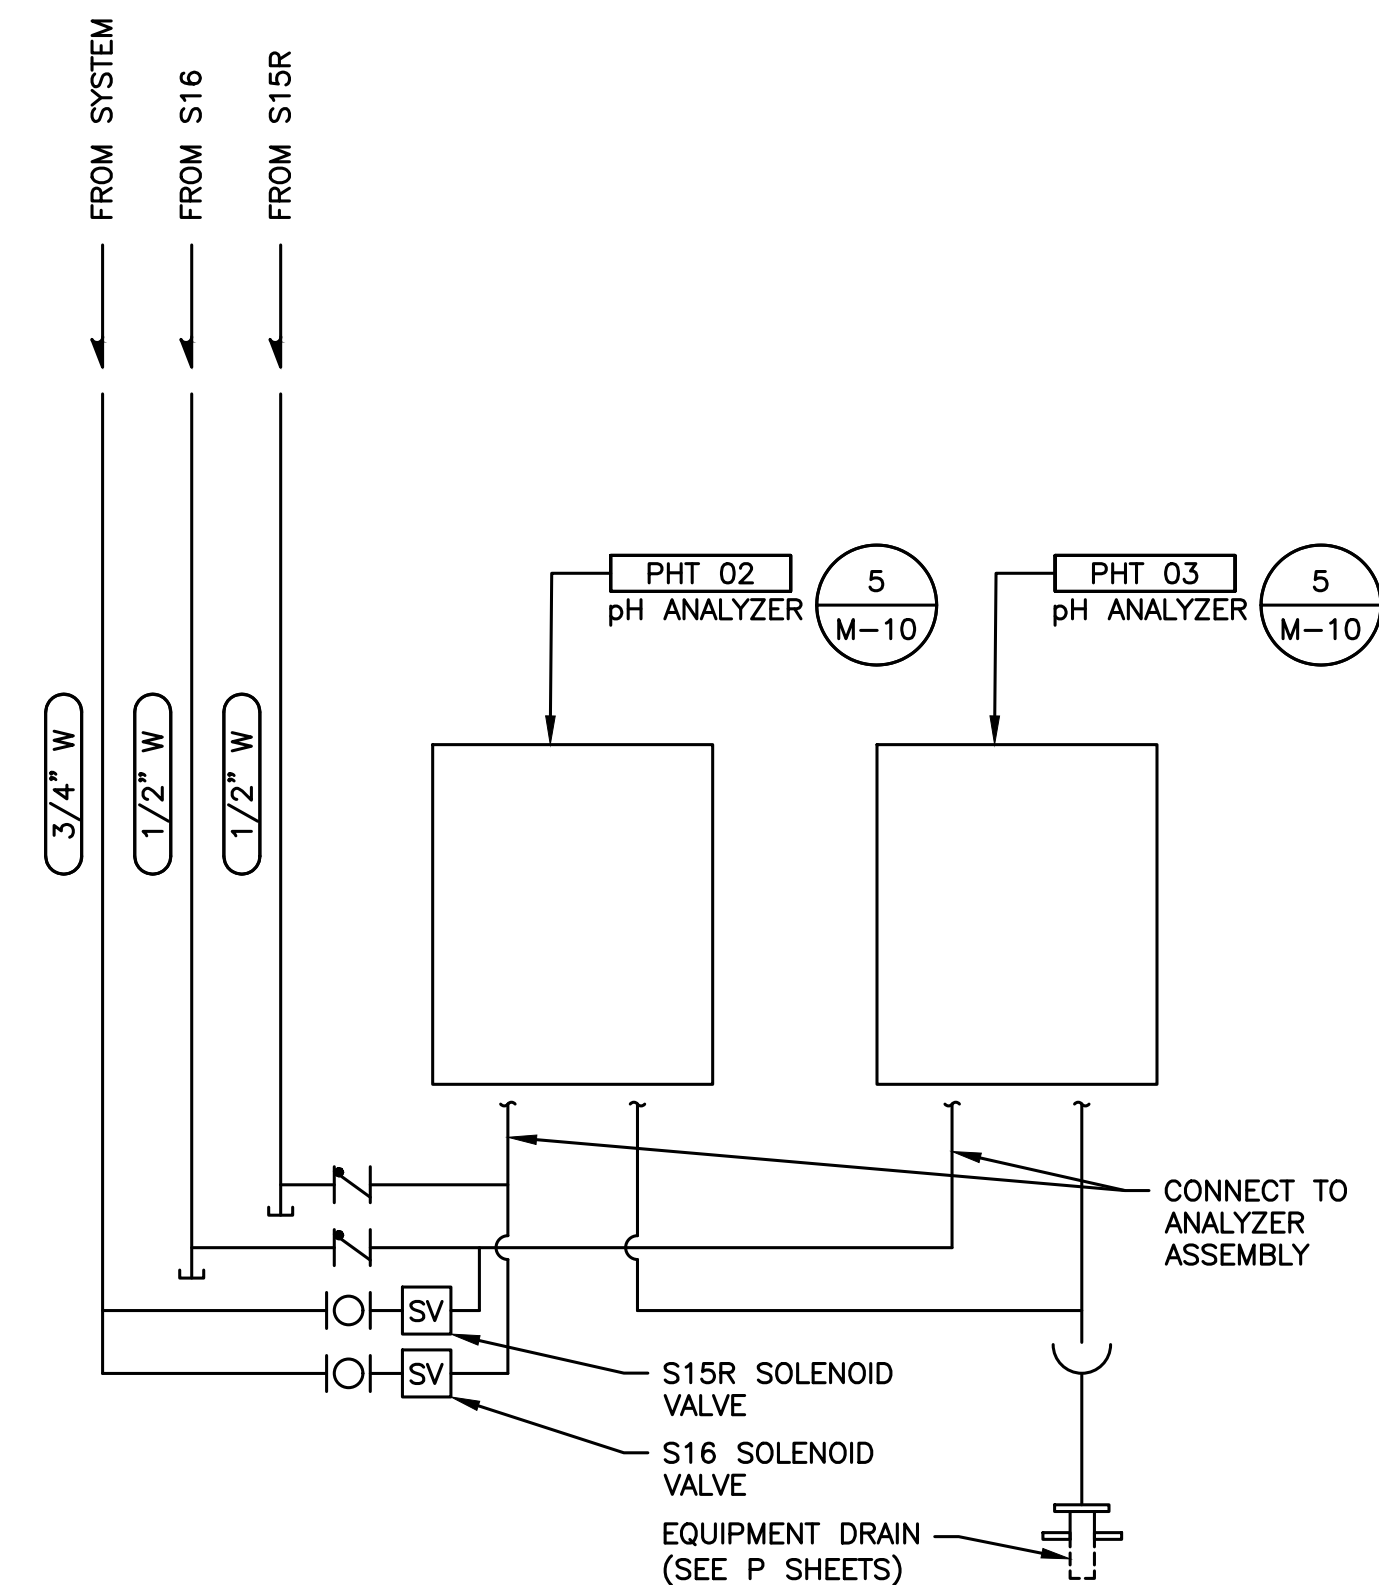 FROM SYSTEM
FROM S16
FROM S15R
PHT 02
pH ANALYZER
5
M-10
PHT 03
pH ANALYZER
5
M-10
3/4" W
1/2" W
1/2" W
CONNECT TO
ANALYZER
ASSEMBLY
SV
SV
S15R SOLENOID
VALVE
S16 SOLENOID
VALVE
EQUIPMENT DRAIN
(SEE P SHEETS)